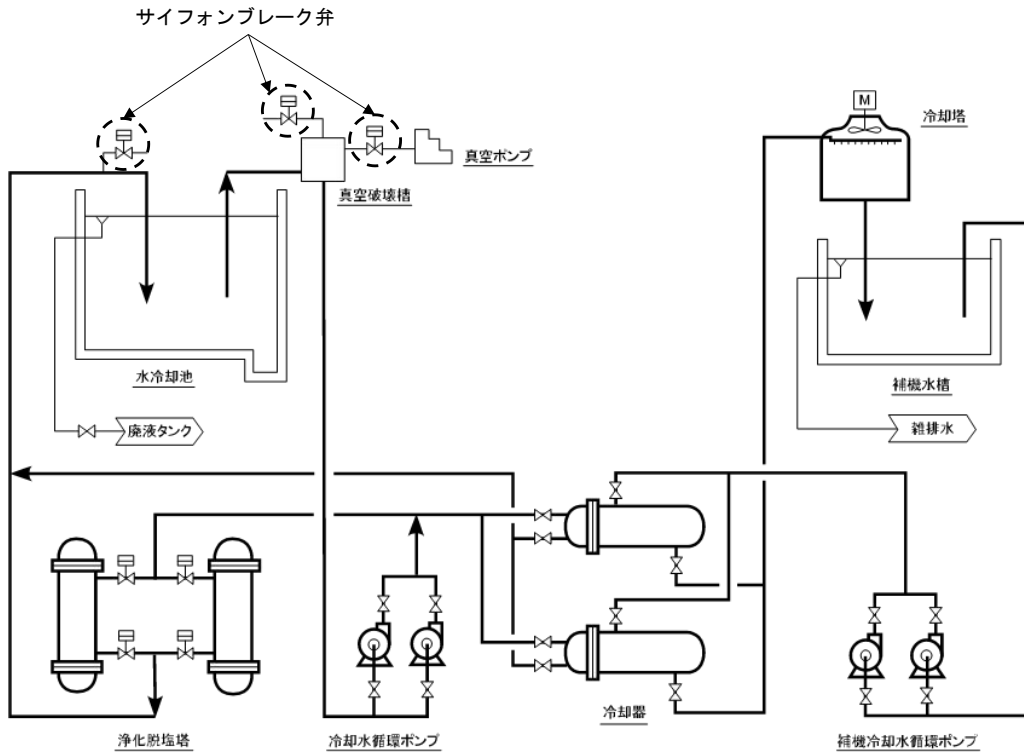 サイフォンブレーク弁
M
冷却塔
真空ポンプ
真空破壊槽
水冷却池
補機水槽
廃液タンク
雑排水
浄化脱塩塔
冷却水循環ポンプ
冷却器
補機冷却水循環ポンプ